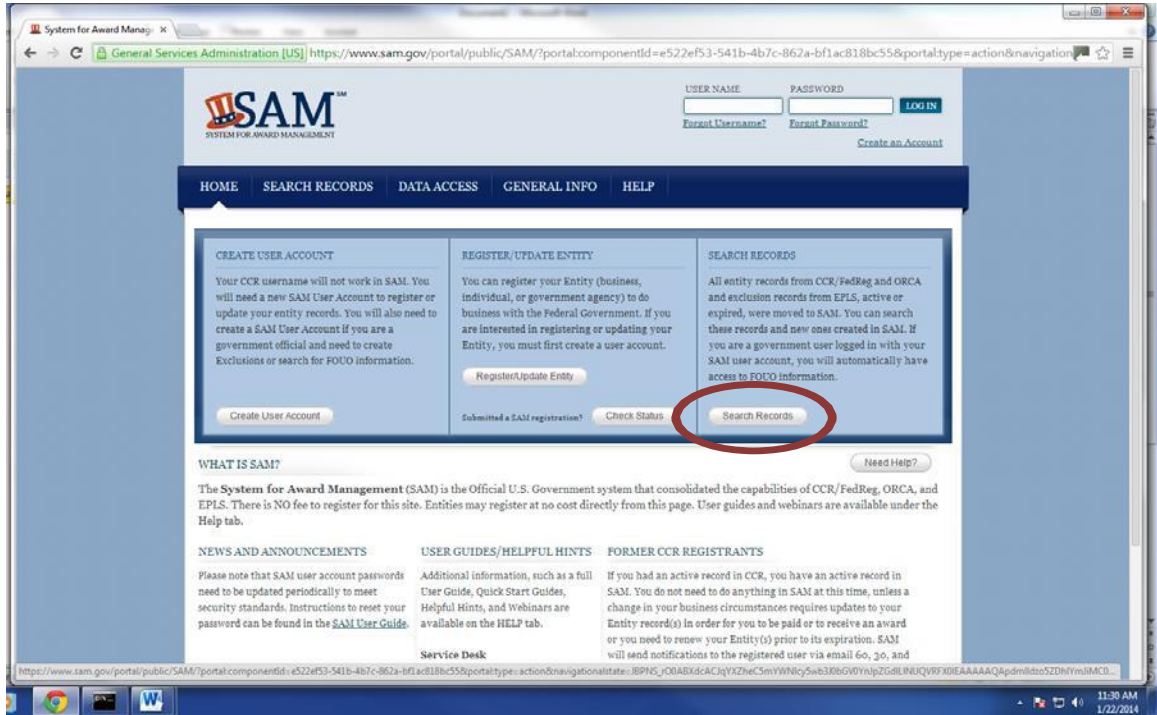 System for Award Manag
General Services Administration [US] https://www.sam.gov/portal/public/SAM/?portal:componentId=e522ef53-541b-4b7c-862a-bf1ac818bc55&portal:type=action&navigation
SAM SM
SYSTEM FOR AWARD MANAGEMENT
USER NAME PASSWORD
LOG IN
Forgot Username? Forgot Password?
Create an Account
HOME SEARCH RECORDS DATA ACCESS GENERAL INFO HELP
CREATE USER ACCOUNT
Your CCR username will not work in SAM. You
will need a new SAM User Account to register or
update your entity records. You will also need to
create a SAM User Account if you are a
government official and need to create
Exclusions or search for FOUO information.
Create User Account
REGISTER/UPDATE ENTITY
You can register your Entity (business,
individual, or government agency) to do
business with the Federal Government. If you
are interested in registering or updating your
Entity, you must first create a user account.
Register/Update Entity
Submitted a SAM registration? Check Status
SEARCH RECORDS
All entity records from CCR/FedReg and ORCA
and exclusion records from EPLS, active or
expired, were moved to SAM. You can search
these records and new ones created in SAM. If
you are a government user logged in with your
SAM user account, you will automatically have
access to FOUO information.
Search Records
WHAT IS SAM?
Need Help?
The System for Award Management (SAM) is the Official U.S. Government system that consolidated the capabilities of CCR/FedReg, ORCA, and
EPLS. There is NO fee to register for this site. Entities may register at no cost directly from this page. User guides and webinars are available under the
Help tab.
NEWS AND ANNOUNCEMENTS
Please note that SAM user account passwords
need to be updated periodically to meet
security standards. Instructions to reset your
password can be found in the SAM User Guide.
USER GUIDES/HELPFUL HINTS
Additional information, such as a full
User Guide, Quick Start Guides,
Helpful Hints, and Webinars are
available on the HELP tab.
Service Desk
FORMER CCR REGISTRANTS
If you had an active record in CCR, you have an active record in
SAM. You do not need to do anything in SAM at this time, unless a
change in your business circumstances requires updates to your
Entity record(s) in order for you to be paid or to receive an award
or you need to renew your Entity(s) prior to its expiration. SAM
will send notifications to the registered user via email 60, 30, and
11:30 AM
1/22/2014